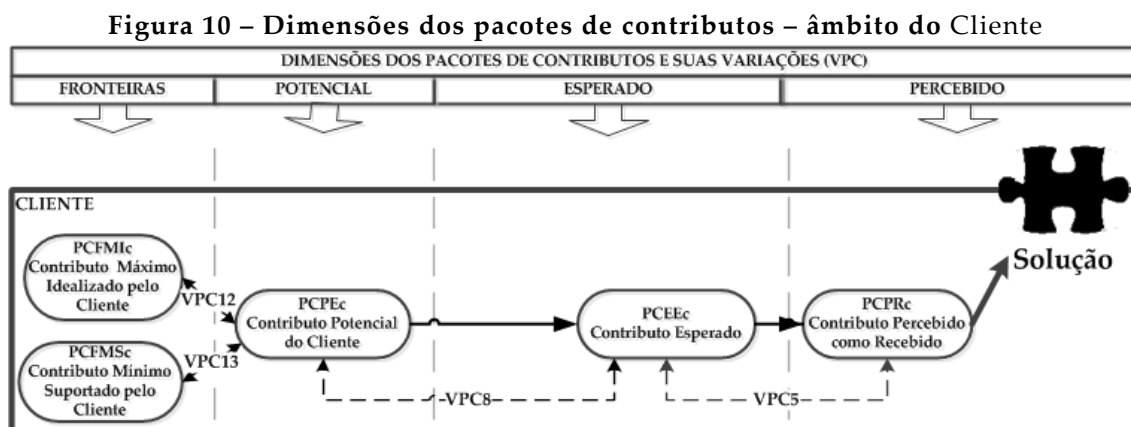 Figura 10 – Dimensões dos pacotes de contributos – âmbito do Cliente
DIMENSÕES DOS PACOTES DE CONTRIBUTOS E SUAS VARIAÇÕES (VPC)
FRONTEIRAS
POTENCIAL
ESPERADO
PERCEBIDO
CLIENTE
PCFMIc
Contributo Máximo
Idealizado pelo
Cliente
VPC12
PCFMSc
Contributo Mínimo
Suportado pelo
Cliente
VPC13
PCPEc
Contributo Potencial
do Cliente
PCEEc
Contributo Esperado
PCPRc
Contributo Percebido
como Recebido
Solução
VPC8
VPC5